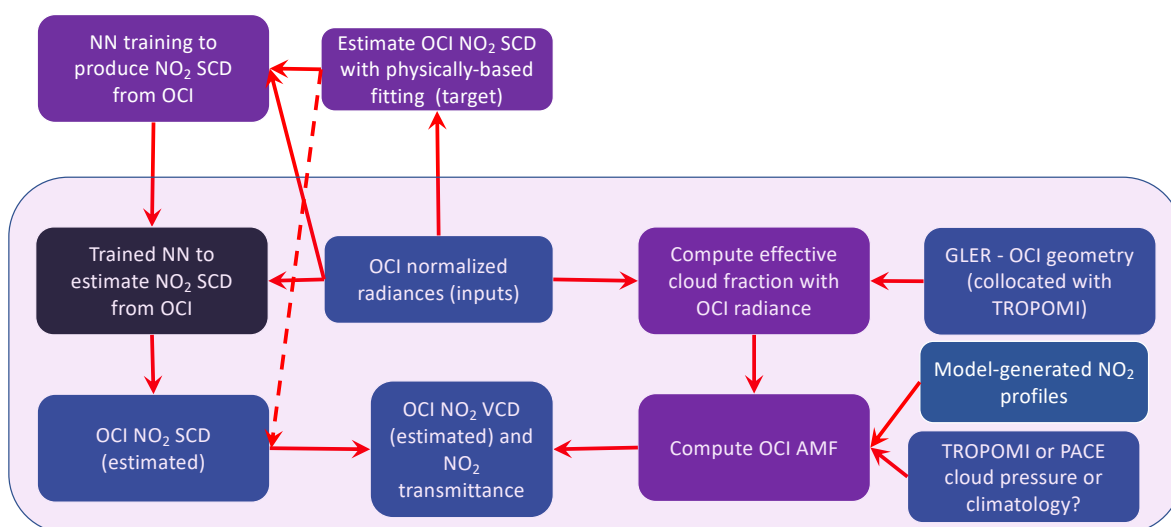 NN training to
produce NO₂ SCD
from OCI
Estimate OCI NO₂ SCD
with physically-based
fitting (target)
Trained NN to
estimate NO₂ SCD
from OCI
OCI normalized
radiances (inputs)
Compute effective
cloud fraction with
OCI radiance
GLER - OCI geometry
(collocated with
TROPOMI)
Model-generated NO₂
profiles
OCI NO₂ SCD
(estimated)
OCI NO₂ VCD
(estimated) and
NO₂
transmittance
Compute OCI AMF
TROPOMI or PACE
cloud pressure or
climatology?